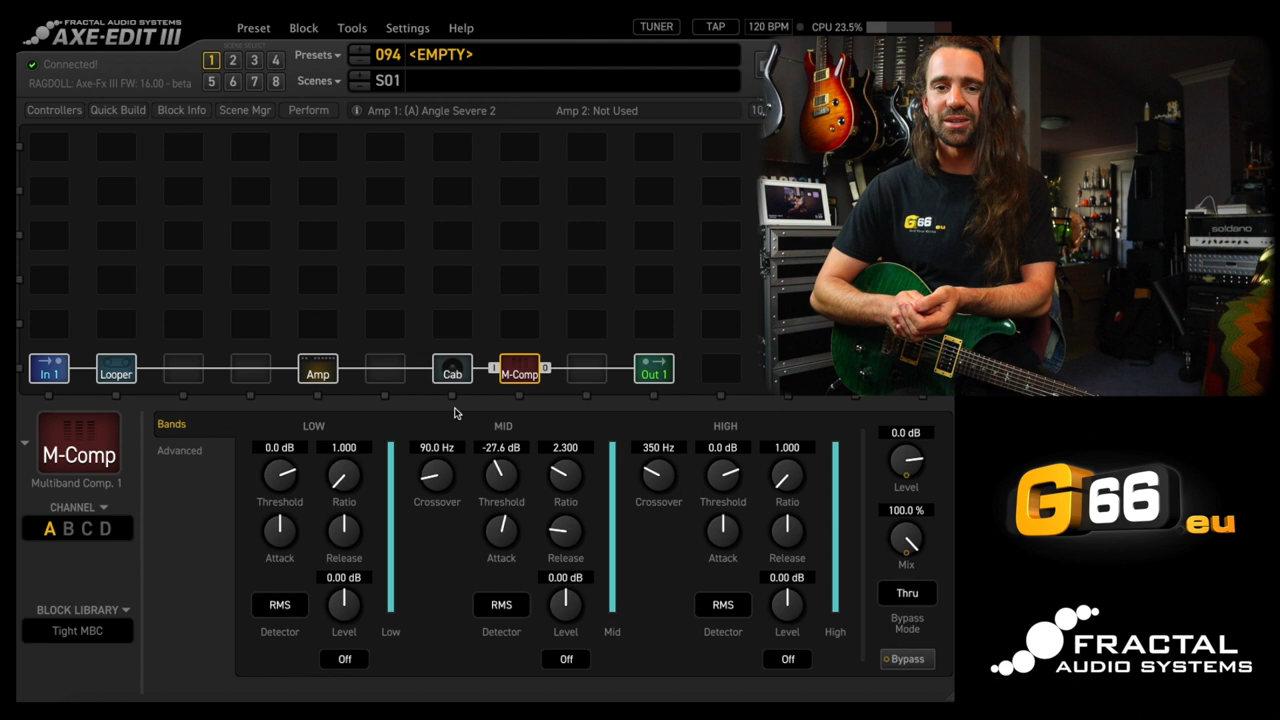 FRACTAL AUDIO SYSTEMS
AXE-EDIT III
Preset Block Tools Settings Help
TUNER TAP 120 BPM CPU 23.5%
Connected!
RAGDOLL: Axe-Fx III FW: 16.00 - beta
SCENE SELECT
1 2 3 4
5 6 7 8
Presets 094 <EMPTY>
Scenes S01
Controllers Quick Build Block Info Scene Mgr Perform
Amp 1: (A) Angle Severe 2 Amp 2: Not Used 10
G66 eu
soldano
In 1 Looper Amp Cab I M-Comp O Out 1
M-Comp
Multiband Comp. 1
CHANNEL
A B C D
BLOCK LIBRARY
Tight MBC
Bands
Advanced
LOW MID HIGH
0.0 dB 1.000 90.0 Hz -27.6 dB 2.300 350 Hz 0.0 dB 1.000
Threshold Ratio Crossover Threshold Ratio Crossover Threshold Ratio
Attack Release Attack Release Attack Release
0.00 dB 0.00 dB 0.00 dB
RMS RMS RMS
Detector Level Low Detector Level Mid Detector Level High
Off Off Off
0.0 dB
Level
100.0 %
Mix
Thru
Bypass
Mode
Bypass
G66.eu
FRACTAL
AUDIO SYSTEMS